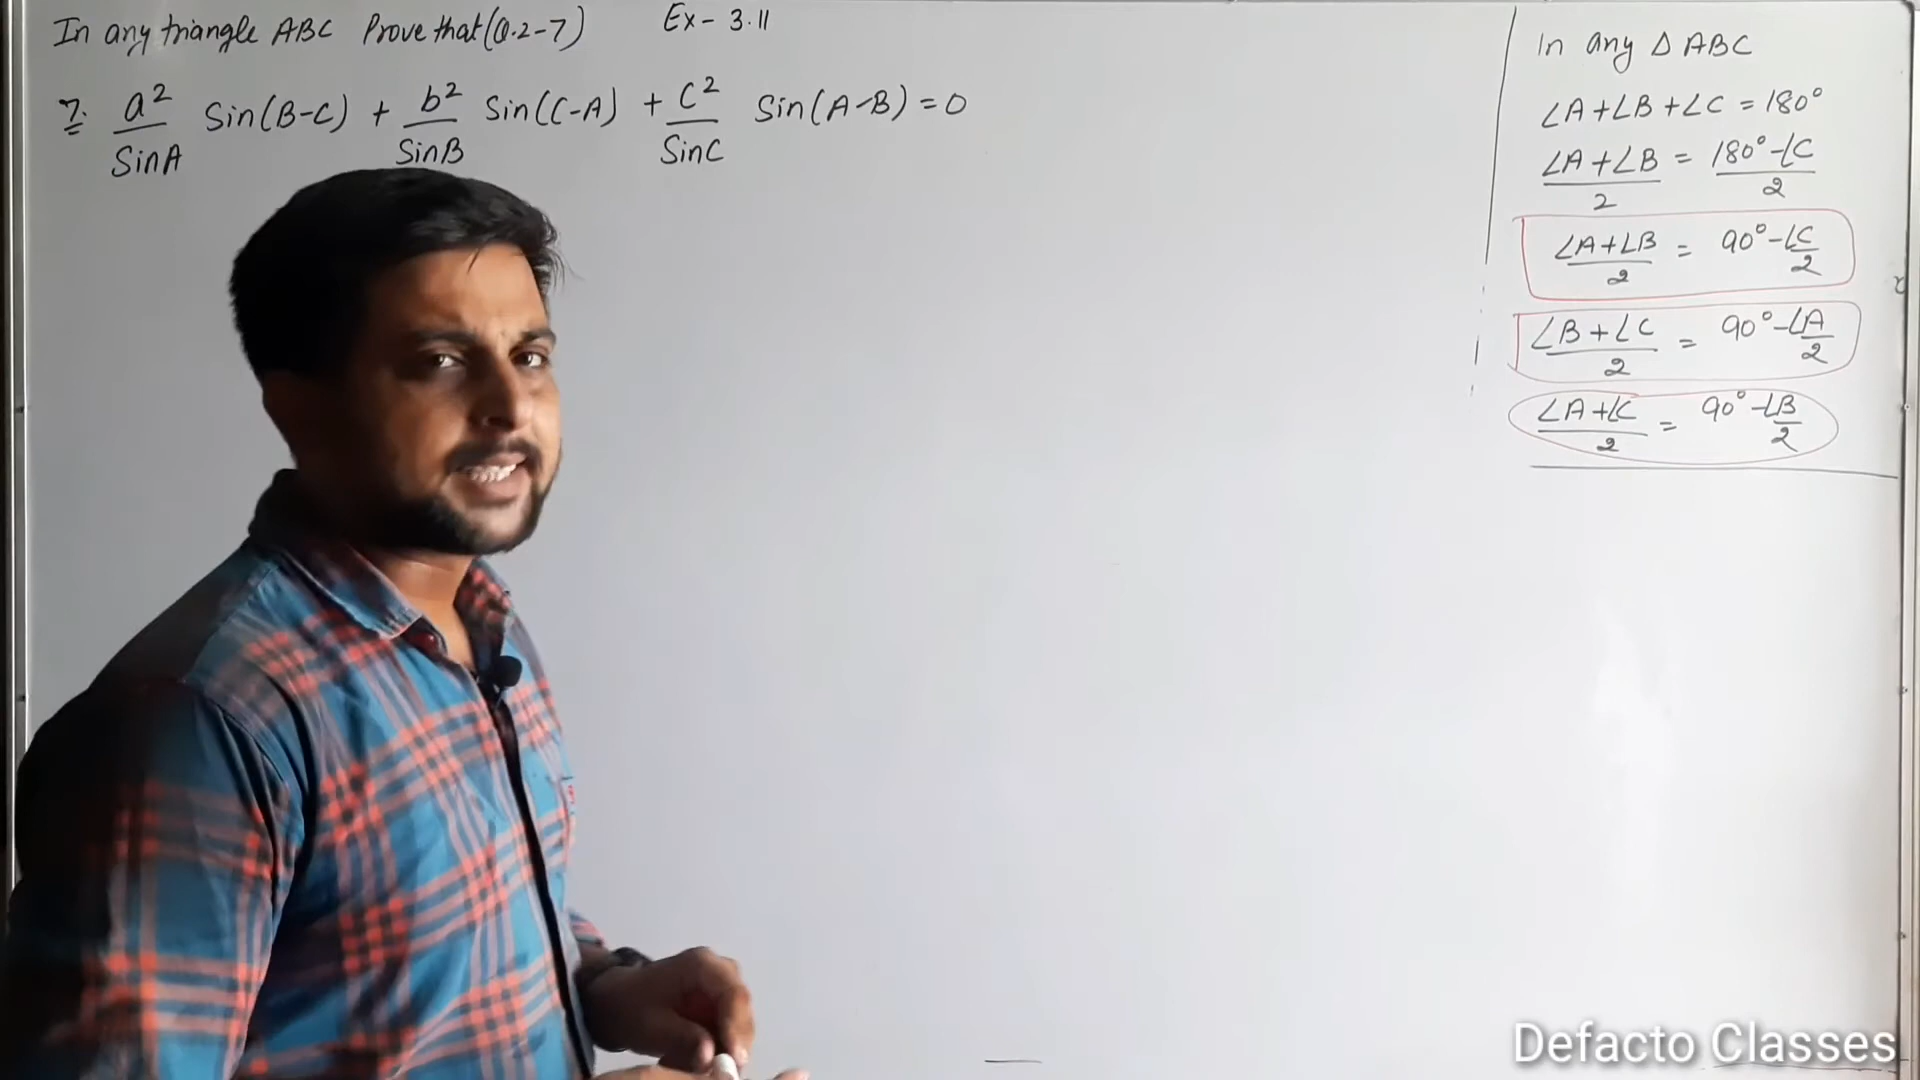 In any triangle ABC Prove that (Q.2-7) Ex- 3.11
7. a²/SinA Sin(B-C) + b²/SinB Sin(C-A) + c²/SinC Sin(A-B) = 0
In any △ ABC
∠A+∠B+∠C = 180°
∠A+∠B/2 = 180°-∠C/2
∠A+∠B/2 = 90°-∠C/2
∠B+∠C/2 = 90°-∠A/2
∠A+∠C/2 = 90°-∠B/2
Defacto Classes